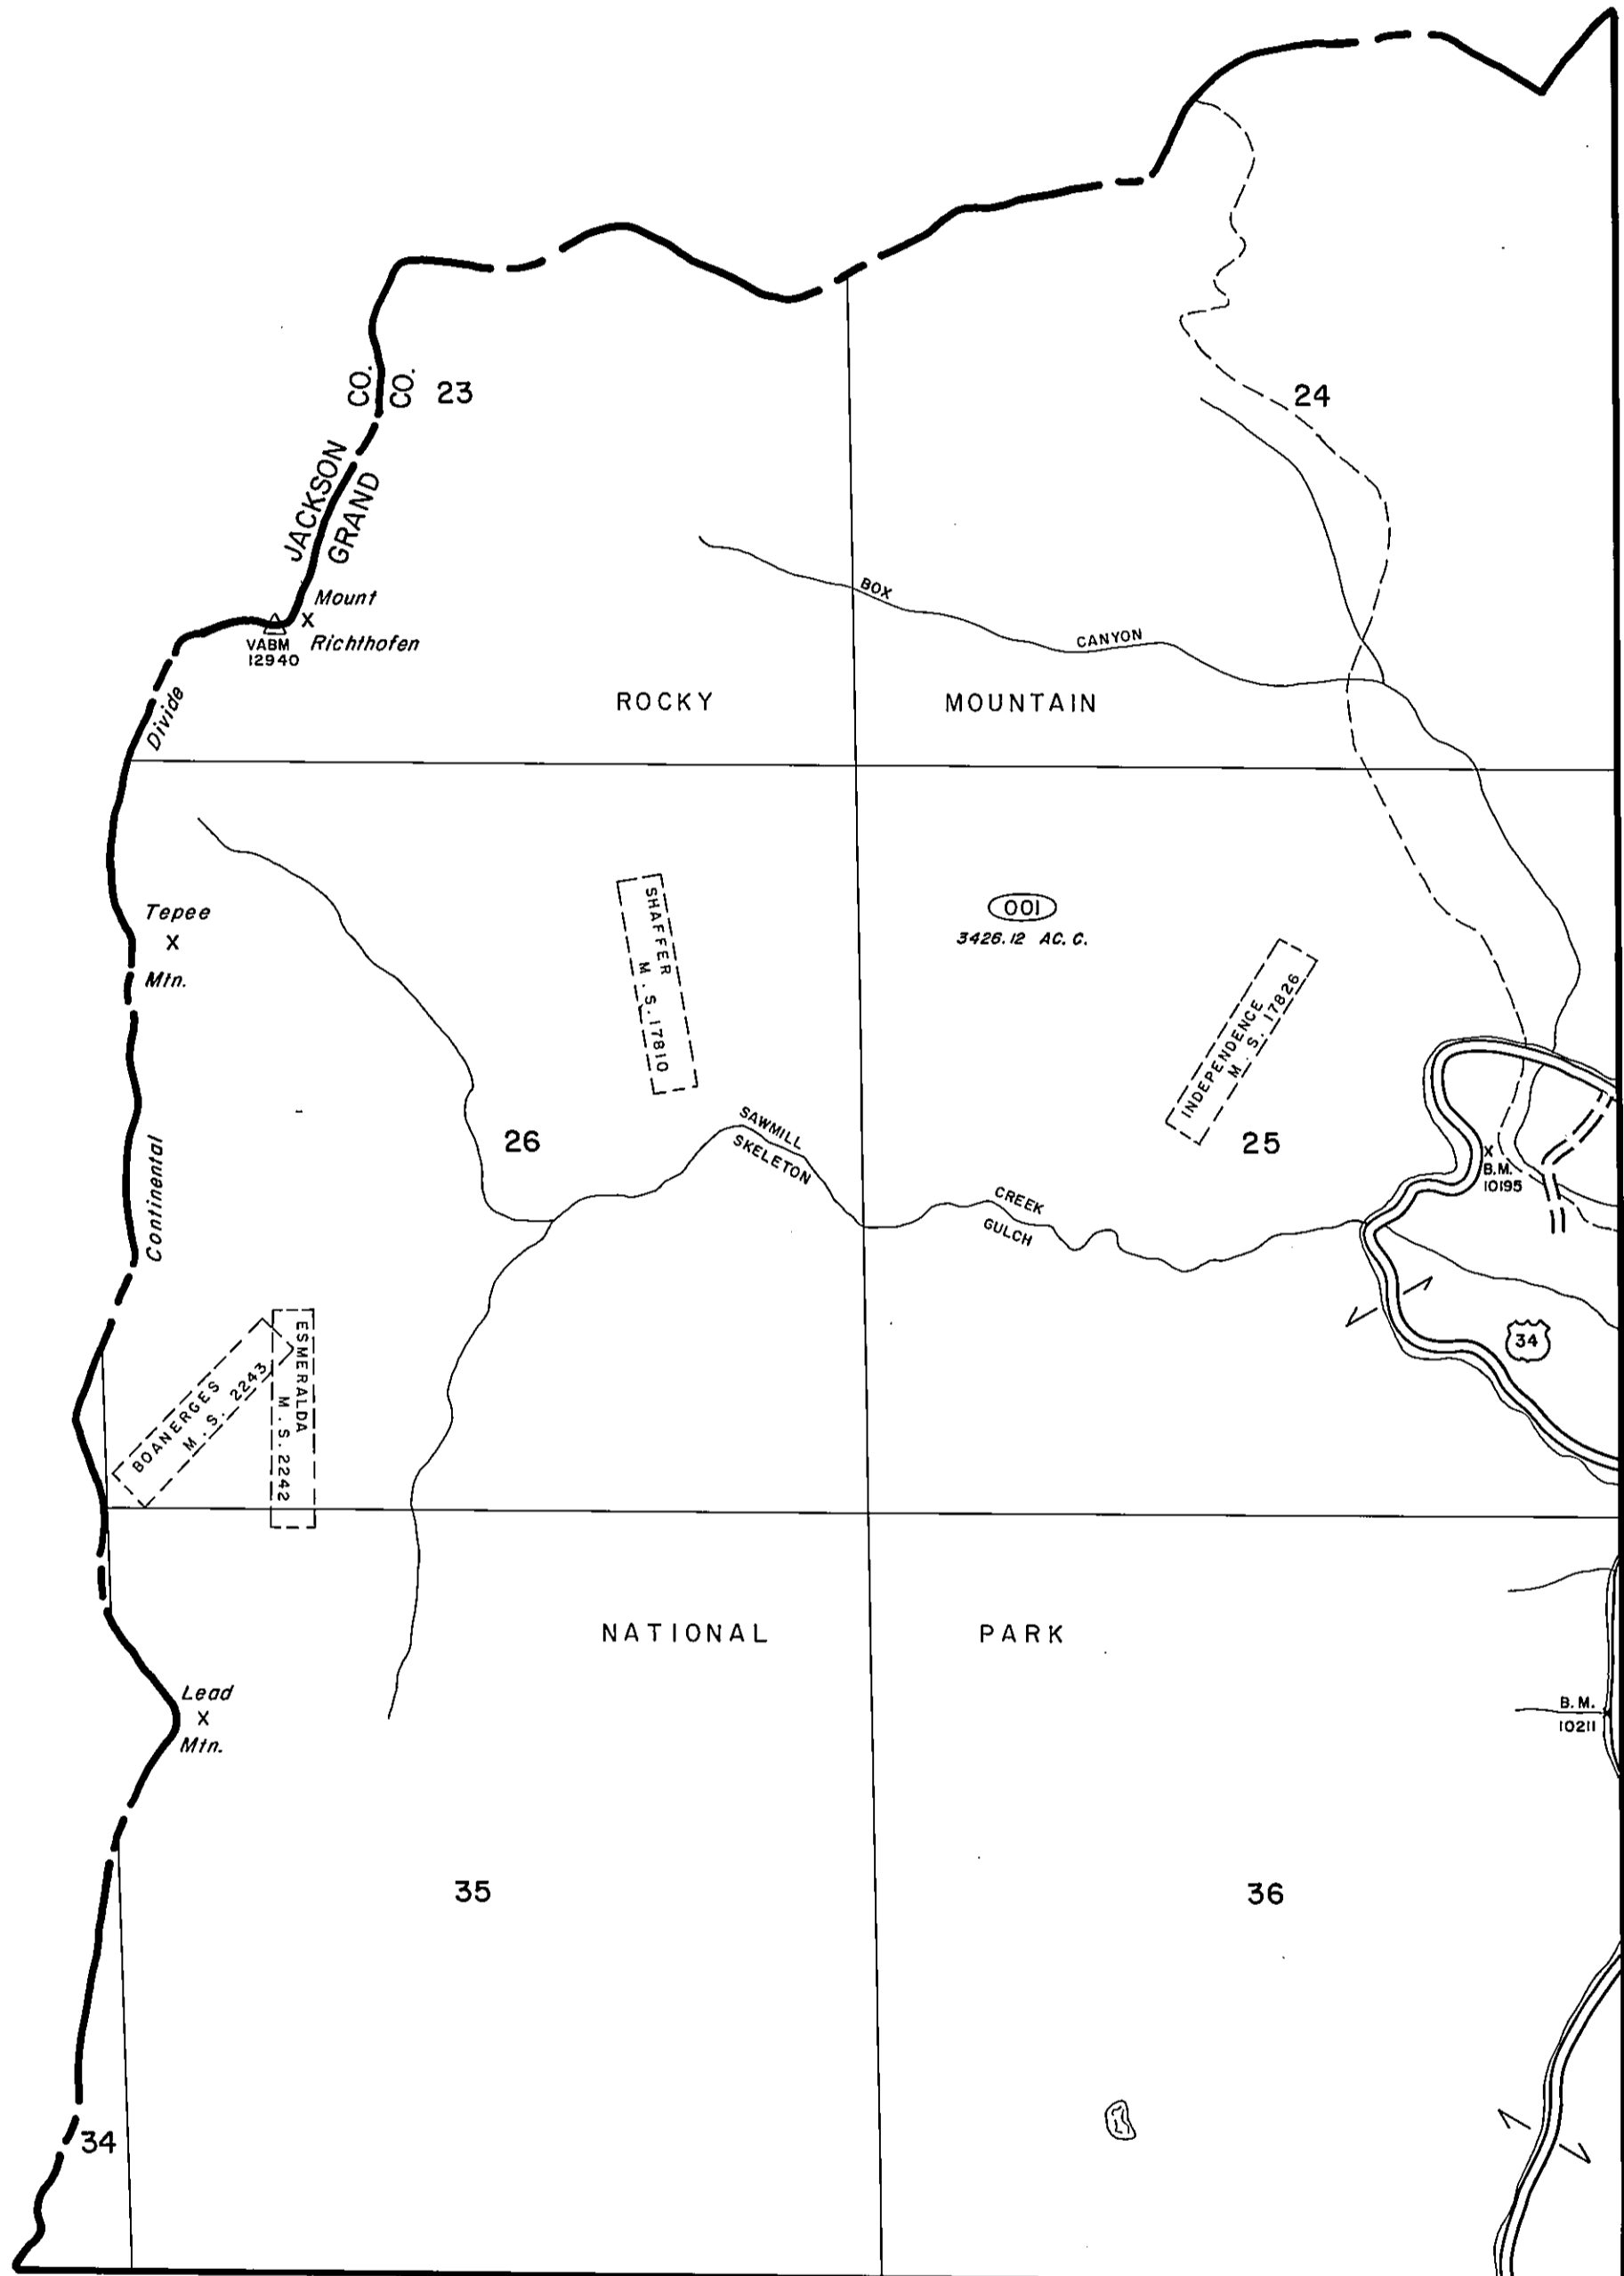 JACKSON CO.
GRAND CO.
23
24
Mount
Richthofen
VABM
12940
BOX CANYON
ROCKY MOUNTAIN
Divide
Tepee
Mtn.
SHAFFER
M.S.17810
001
3426.12 AC. C.
INDEPENDENCE
M.S. 17826
26
25
SAWMILL CREEK
SKELETON GULCH
B.M.
10195
Continental
34
BOANERGES
M.S. 2243
ESMERALDA
M.S.2242
NATIONAL PARK
Lead
Mtn.
B.M.
10211
35
36
34